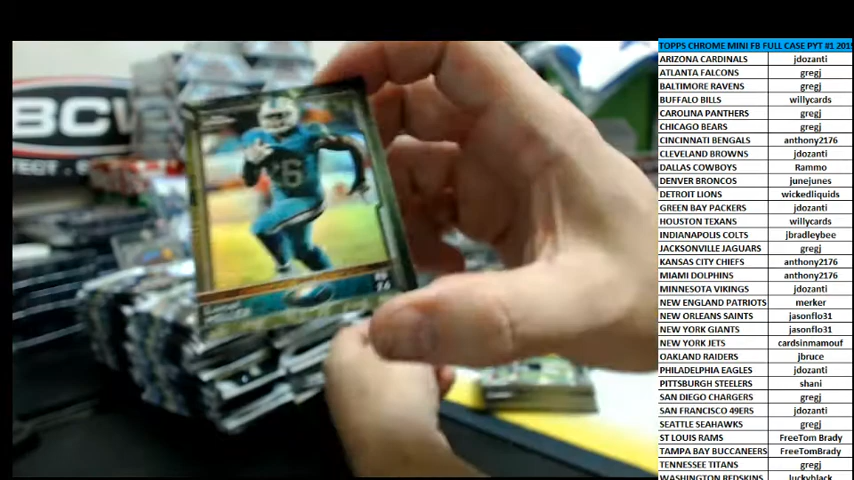 TOPPS CHROME MINI FB FULL CASE PYT #1 2015
ARIZONA CARDINALS jdozanti
ATLANTA FALCONS gregj
BALTIMORE RAVENS gregj
BUFFALO BILLS willycards
CAROLINA PANTHERS gregj
CHICAGO BEARS gregj
CINCINNATI BENGALS anthony2176
CLEVELAND BROWNS jdozanti
DALLAS COWBOYS Rammo
DENVER BRONCOS junejunes
DETROIT LIONS wickedliquids
GREEN BAY PACKERS jdozanti
HOUSTON TEXANS willycards
INDIANAPOLIS COLTS jbradleybee
JACKSONVILLE JAGUARS gregj
KANSAS CITY CHIEFS anthony2176
MIAMI DOLPHINS anthony2176
MINNESOTA VIKINGS jdozanti
NEW ENGLAND PATRIOTS merker
NEW ORLEANS SAINTS jasonflo31
NEW YORK GIANTS jasonflo31
NEW YORK JETS cardsinmamouf
OAKLAND RAIDERS jbruce
PHILADELPHIA EAGLES jdozanti
PITTSBURGH STEELERS shani
SAN DIEGO CHARGERS gregj
SAN FRANCISCO 49ERS jdozanti
SEATTLE SEAHAWKS gregj
ST LOUIS RAMS FreeTom Brady
TAMPA BAY BUCCANEERS FreeTomBrady
TENNESSEE TITANS gregj
WASHINGTON REDSKINS luckyblack
BCW
26